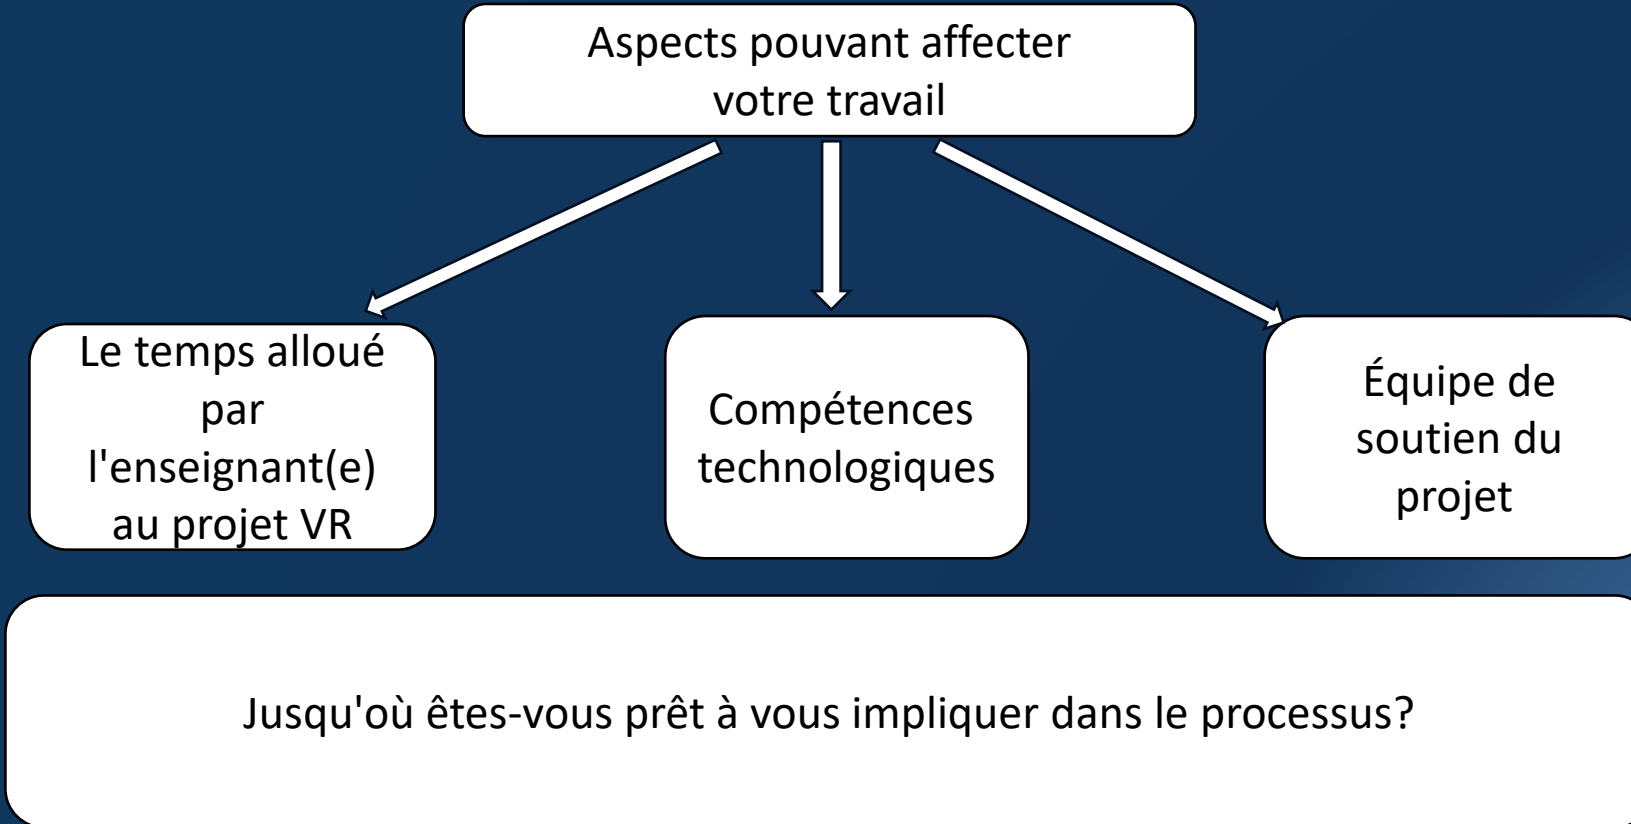 Aspects pouvant affecter
votre travail
Le temps alloué
par
l'enseignant(e)
au projet VR
Compétences
technologiques
Équipe de
soutien du
projet
Jusqu'où êtes-vous prêt à vous impliquer dans le processus?